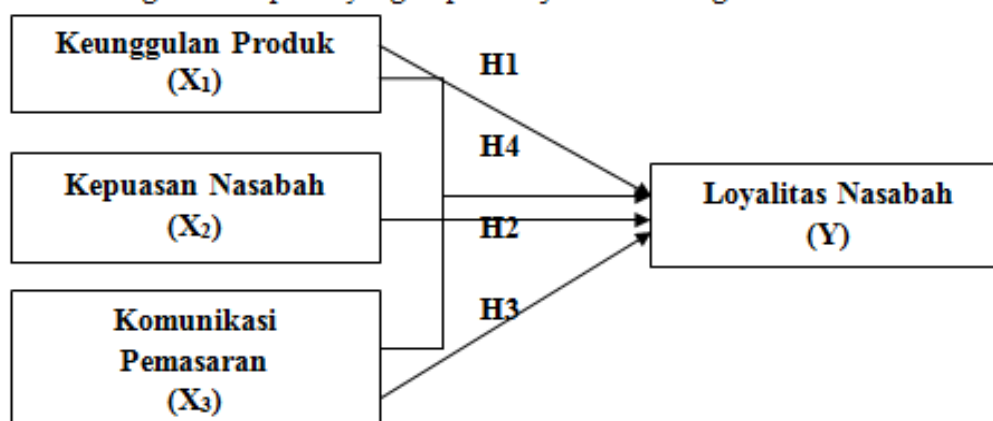 Keunggulan Produk
(X₁)
H1
H4
Kepuasan Nasabah
(X₂)
H2
Loyalitas Nasabah
(Y)
Komunikasi
Pemasaran
(X₃)
H3